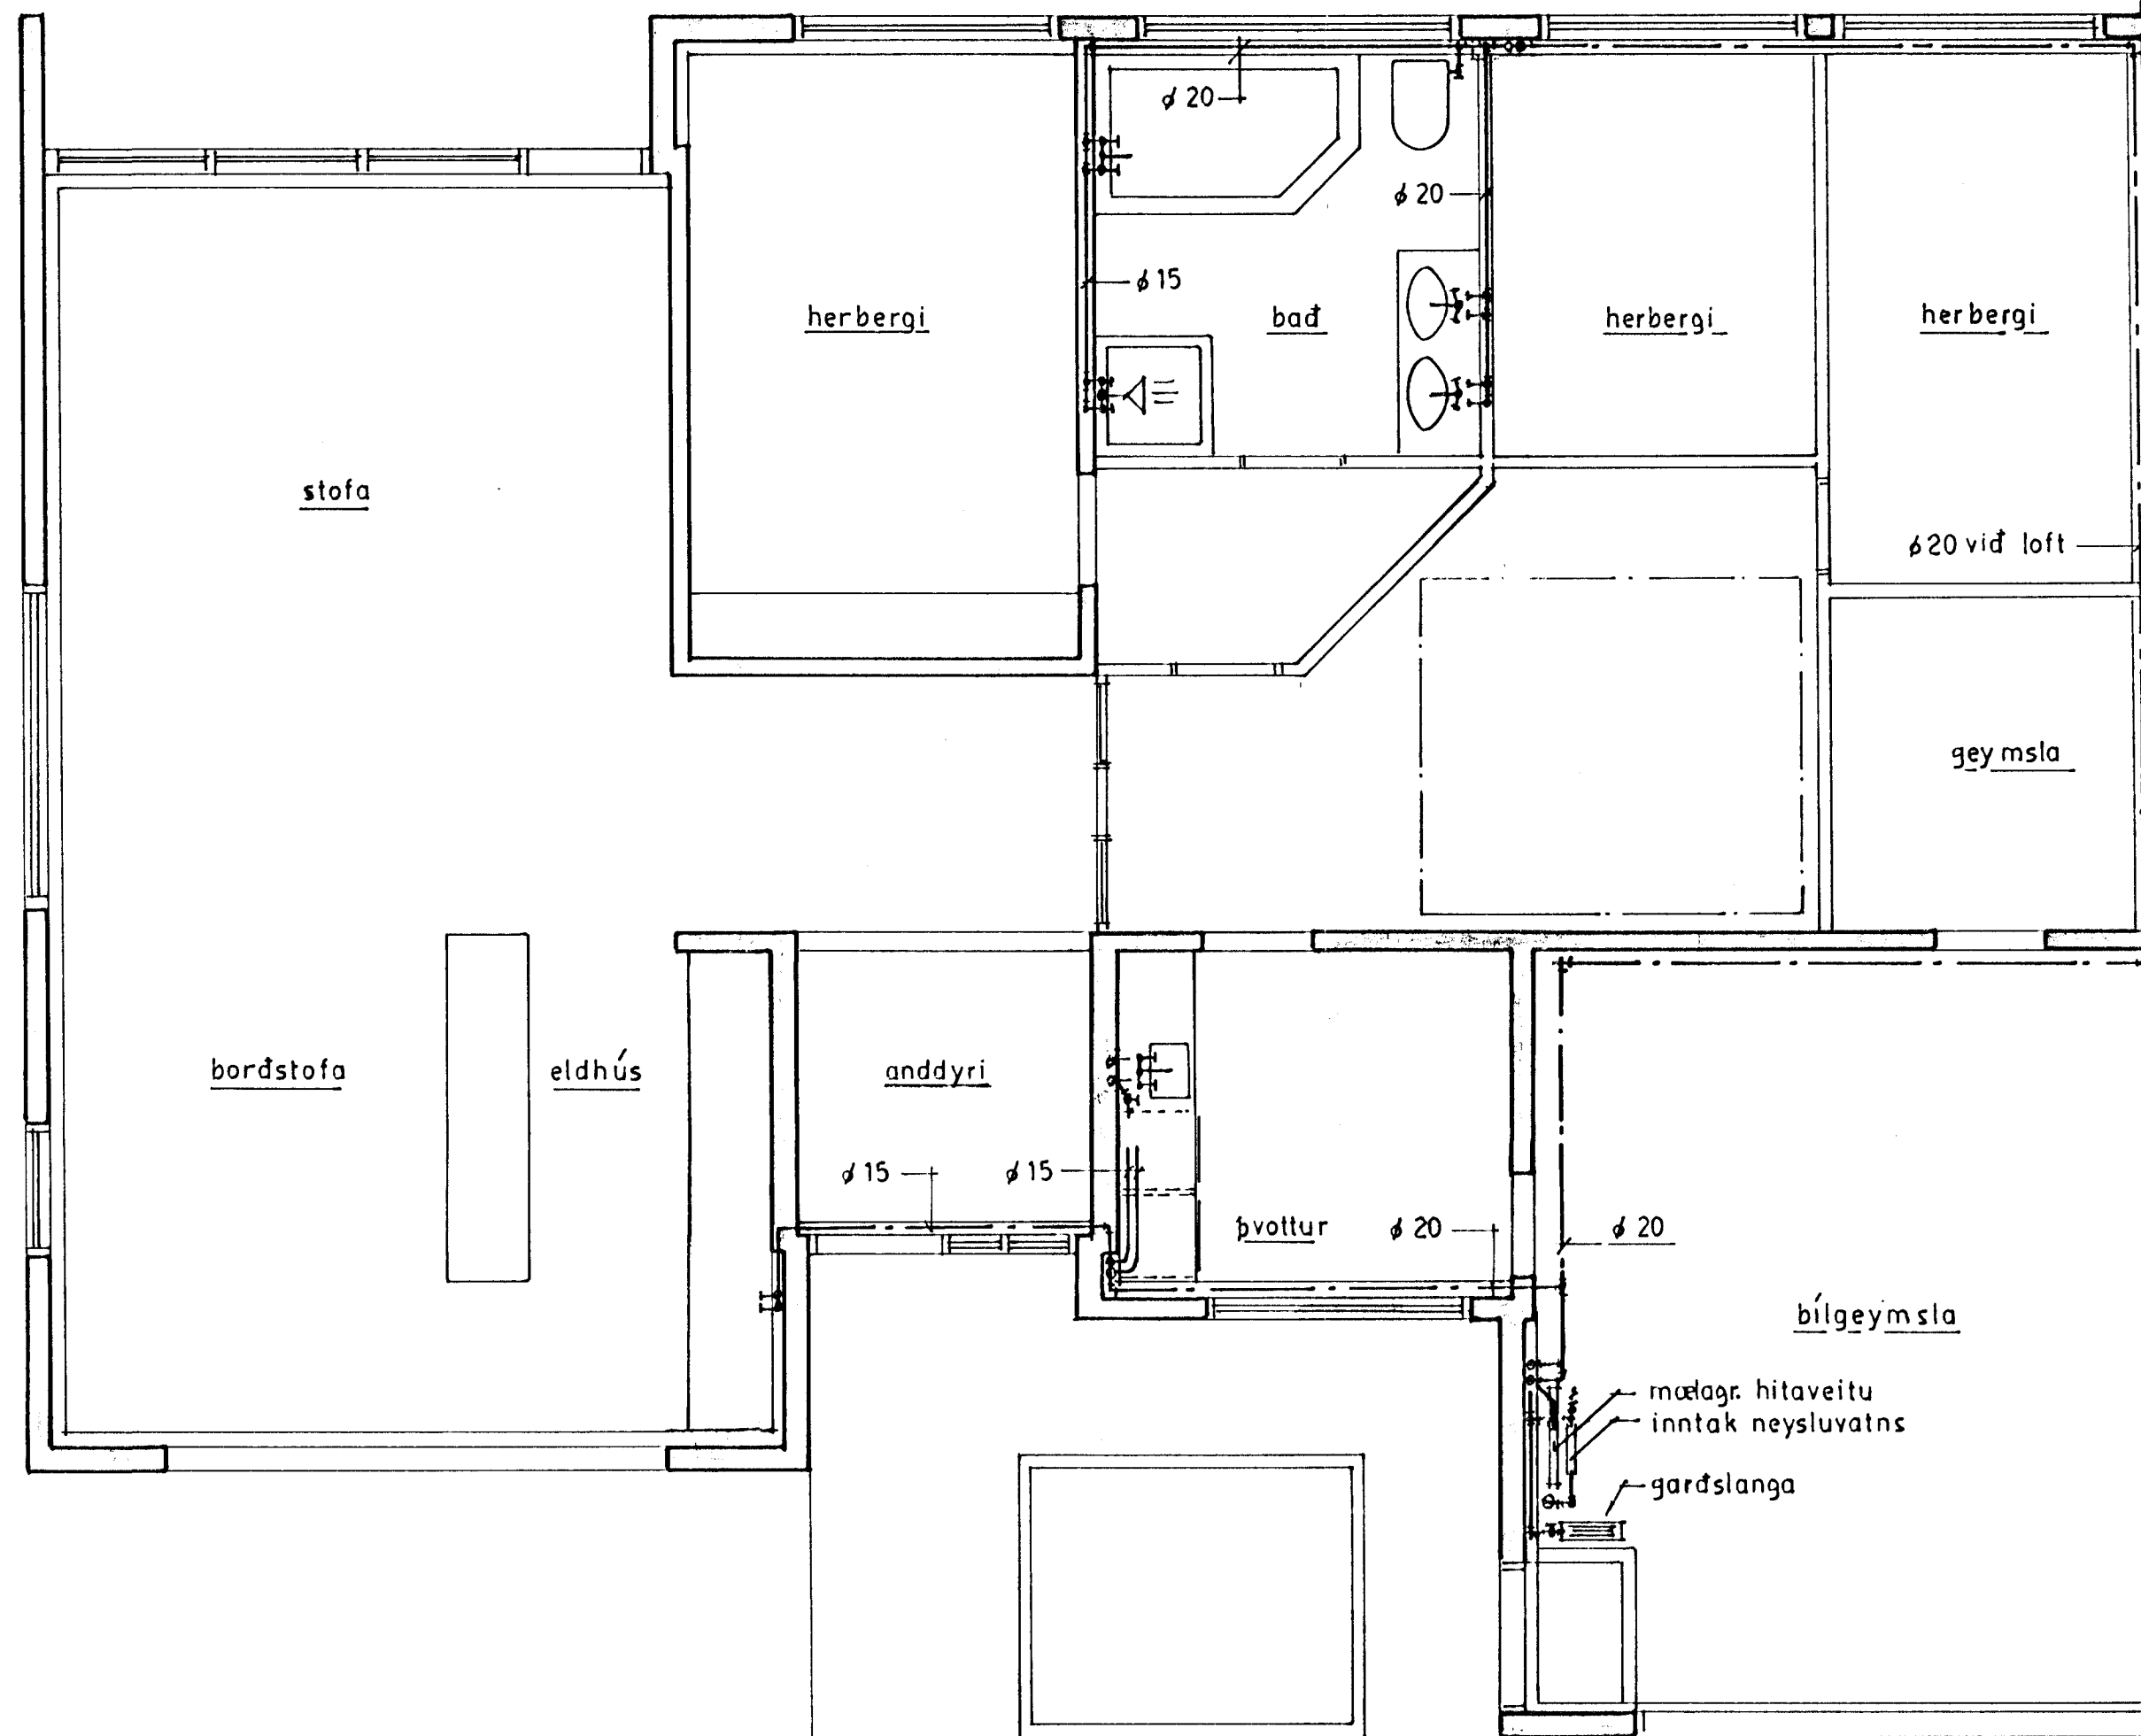 ϕ 20
ϕ 20
ϕ 15
herbergi
bað
herbergi
herbergi
stofa
ϕ20 við loft
geymsla
borðstofa
eldhús
anddyri
ϕ 15
ϕ 15
þvottur
ϕ 20
ϕ 20
bílgeymsla
mælagr. hitaveitu
inntak neysluvatns
garðslanga